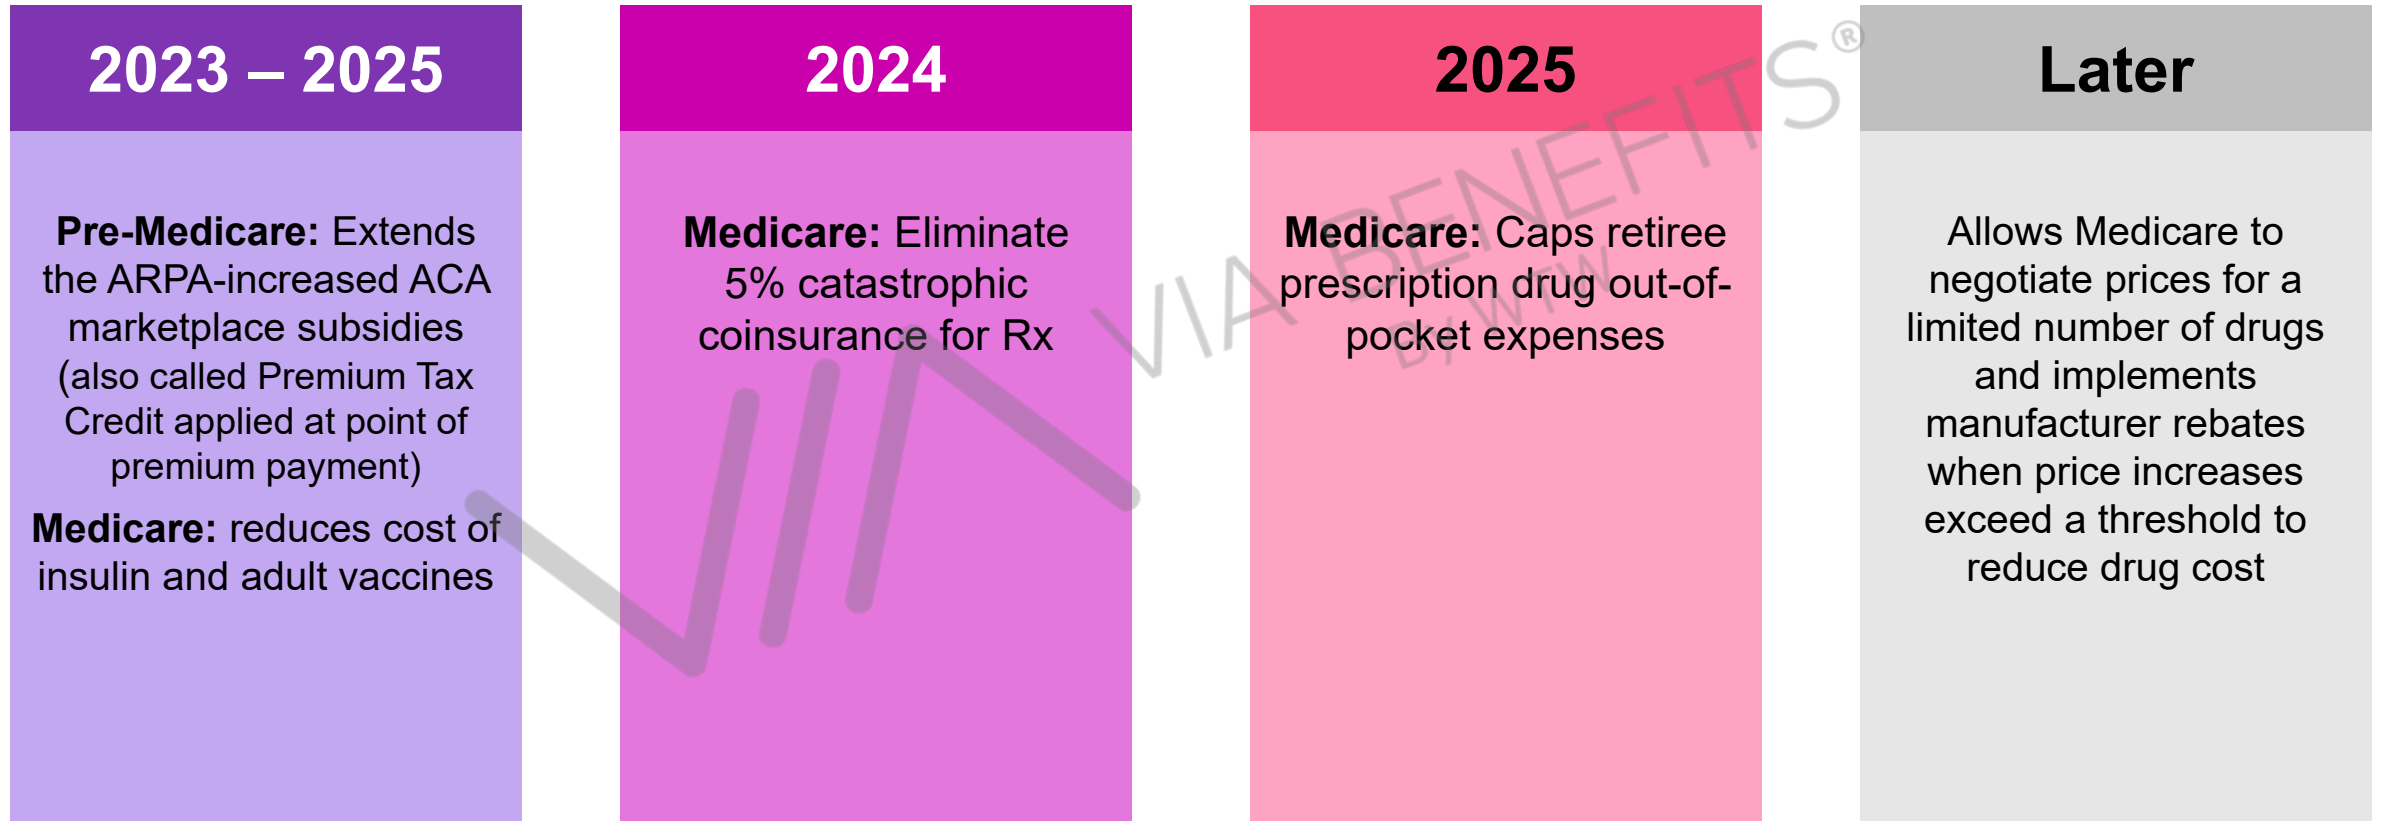 2023 – 2025
Pre-Medicare: Extends
the ARPA-increased ACA
marketplace subsidies
(also called Premium Tax
Credit applied at point of
premium payment)
Medicare: reduces cost of
insulin and adult vaccines
2024
Medicare: Eliminate
5% catastrophic
coinsurance for Rx
2025
Medicare: Caps retiree
prescription drug out-of-
pocket expenses
Later
Allows Medicare to
negotiate prices for a
limited number of drugs
and implements
manufacturer rebates
when price increases
exceed a threshold to
reduce drug cost
VIA BENEFITS®
By WTW